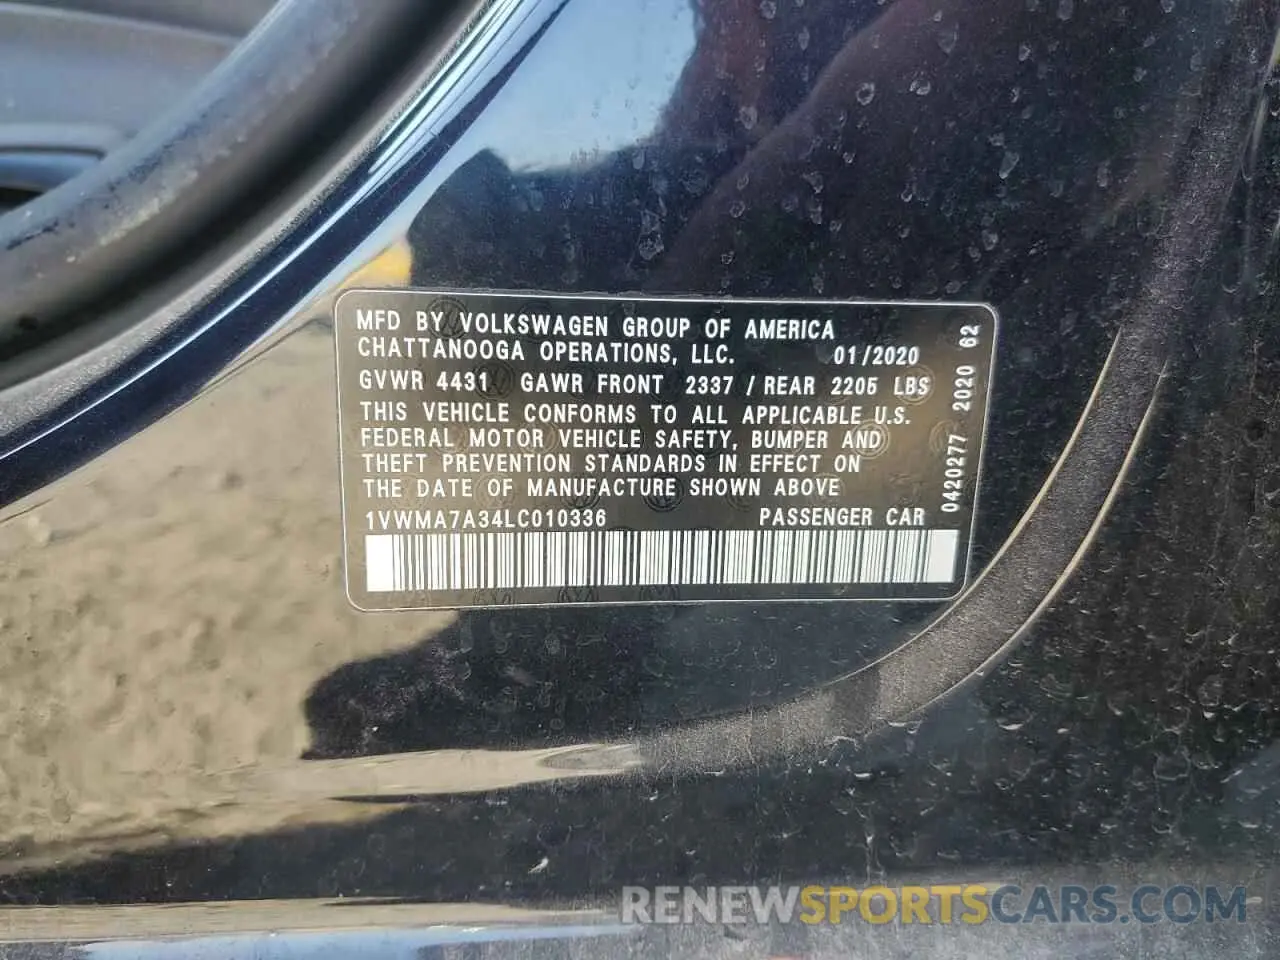 MFD BY VOLKSWAGEN GROUP OF AMERICA
CHATTANOOGA OPERATIONS, LLC. 01/2020
GVWR 4431 GAWR FRONT 2337 / REAR 2205 LBS
THIS VEHICLE CONFORMS TO ALL APPLICABLE U.S.
FEDERAL MOTOR VEHICLE SAFETY, BUMPER AND
THEFT PREVENTION STANDARDS IN EFFECT ON
THE DATE OF MANUFACTURE SHOWN ABOVE
1VWMA7A34LC010336 PASSENGER CAR
0420277 2020 62
RENEWSPORTSCARS.COM